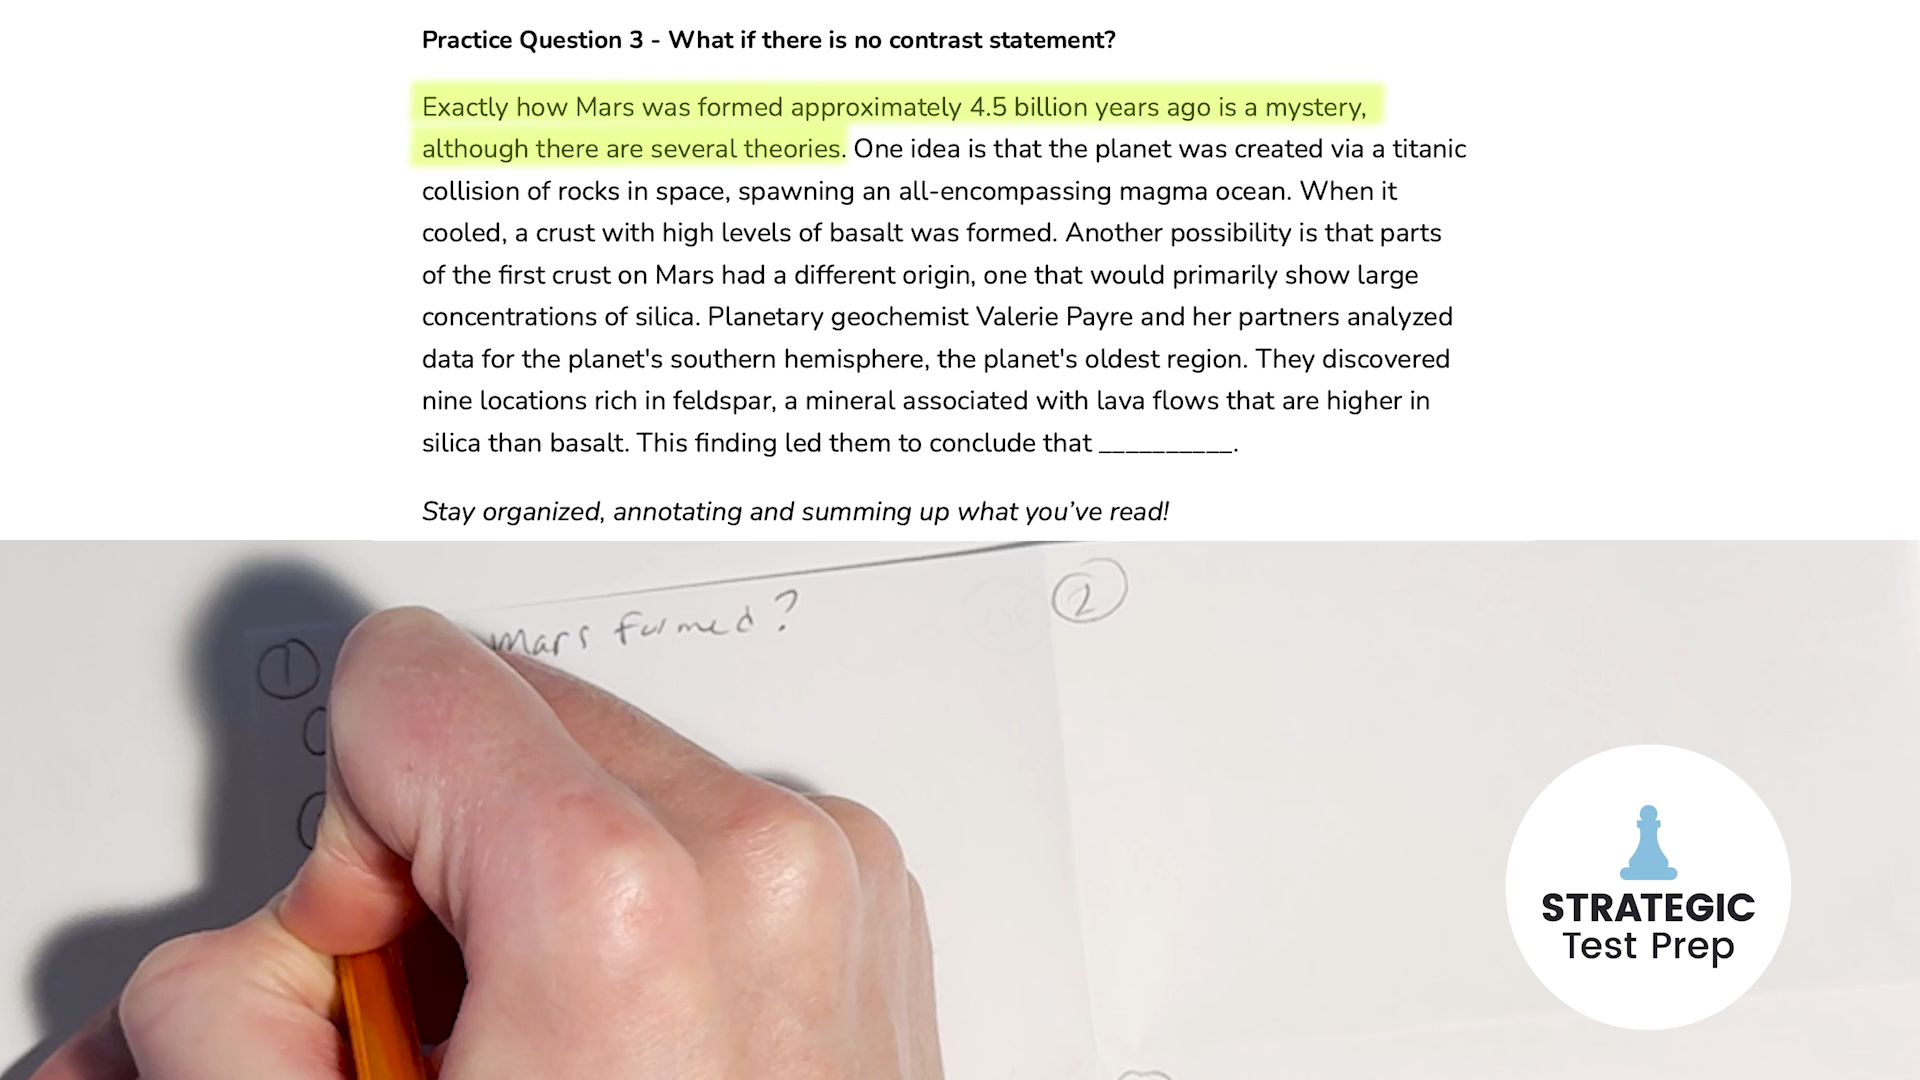 Practice Question 3 - What if there is no contrast statement?
Exactly how Mars was formed approximately 4.5 billion years ago is a mystery,
although there are several theories. One idea is that the planet was created via a titanic
collision of rocks in space, spawning an all-encompassing magma ocean. When it
cooled, a crust with high levels of basalt was formed. Another possibility is that parts
of the first crust on Mars had a different origin, one that would primarily show large
concentrations of silica. Planetary geochemist Valerie Payre and her partners analyzed
data for the planet's southern hemisphere, the planet's oldest region. They discovered
nine locations rich in feldspar, a mineral associated with lava flows that are higher in
silica than basalt. This finding led them to conclude that __________.
Stay organized, annotating and summing up what you’ve read!
1 Mars formed?
2
STRATEGIC
Test Prep